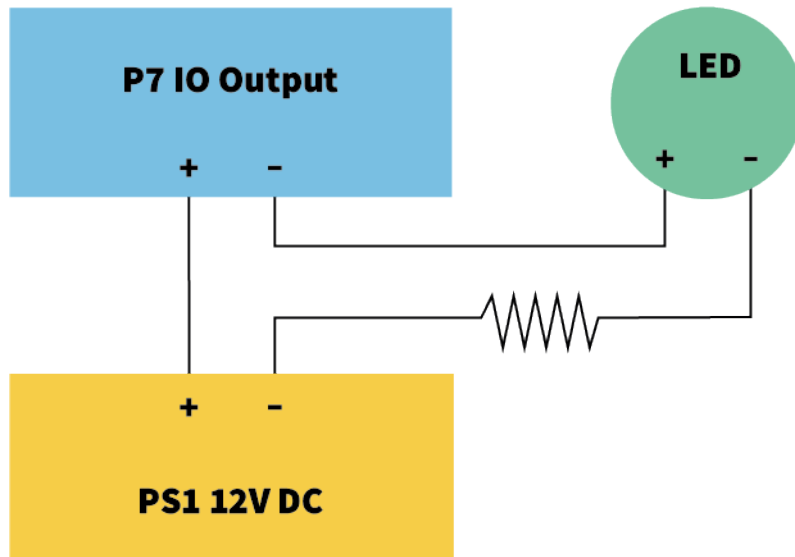 P7 IO Output
LED
+ –
+ –
+ –
PS1 12V DC